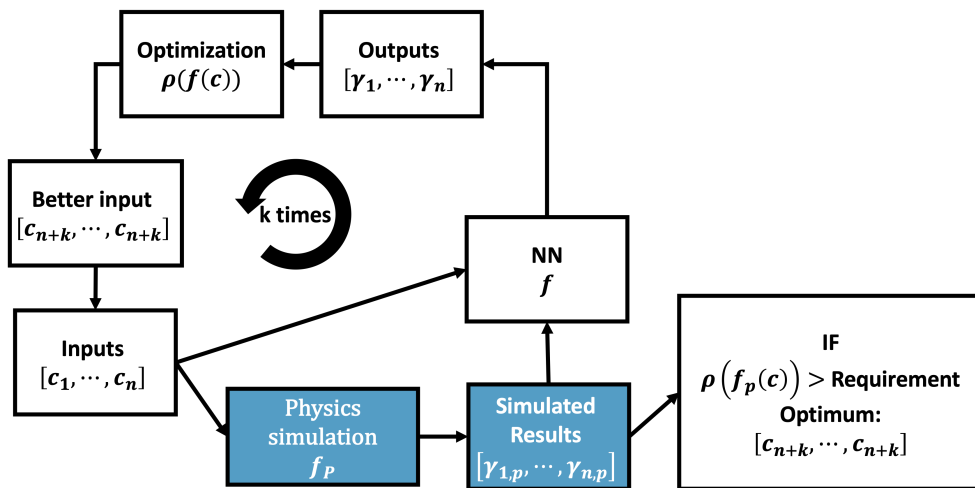 Optimization
ρ(f(c))
Outputs
[γ₁, ⋯, γₙ]
Better input
[cₙ₊ₖ, ⋯, cₙ₊ₖ]
k times
NN
f
Inputs
[c₁, ⋯, cₙ]
Physics
simulation
f_P
Simulated
Results
[γ₁,ₚ, ⋯, γₙ,ₚ]
IF
ρ(fₚ(c)) > Requirement
Optimum:
[cₙ₊ₖ, ⋯, cₙ₊ₖ]